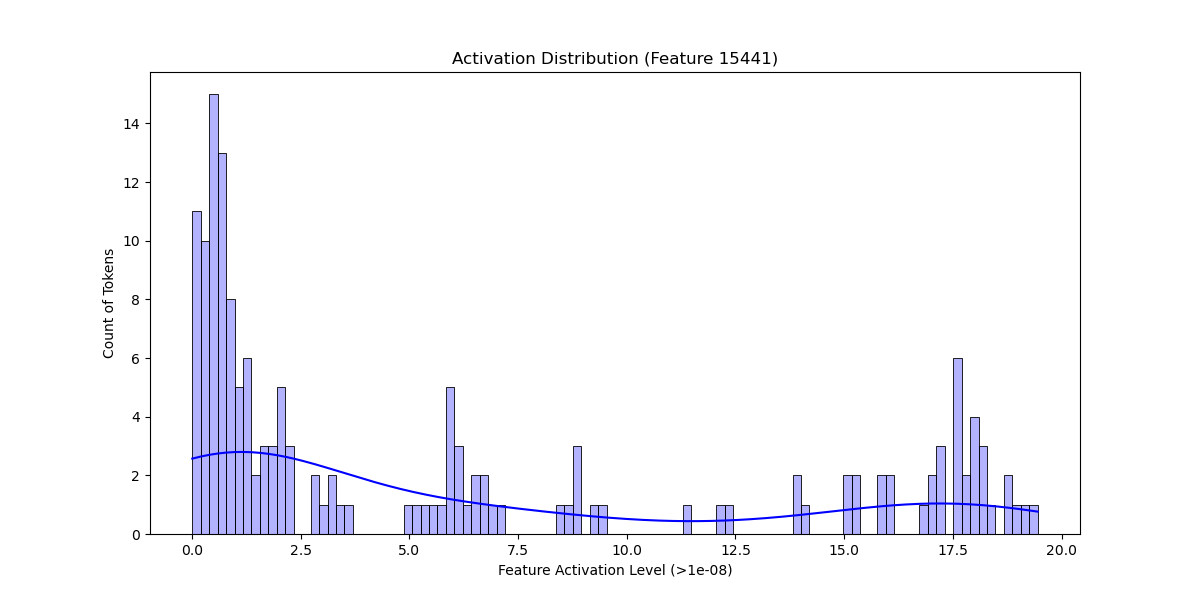 Activation Distribution (Feature 15441)
14
12
10
8
6
4
2
0
Count of Tokens
0.0 2.5 5.0 7.5 10.0 12.5 15.0 17.5 20.0
Feature Activation Level (>1e-08)